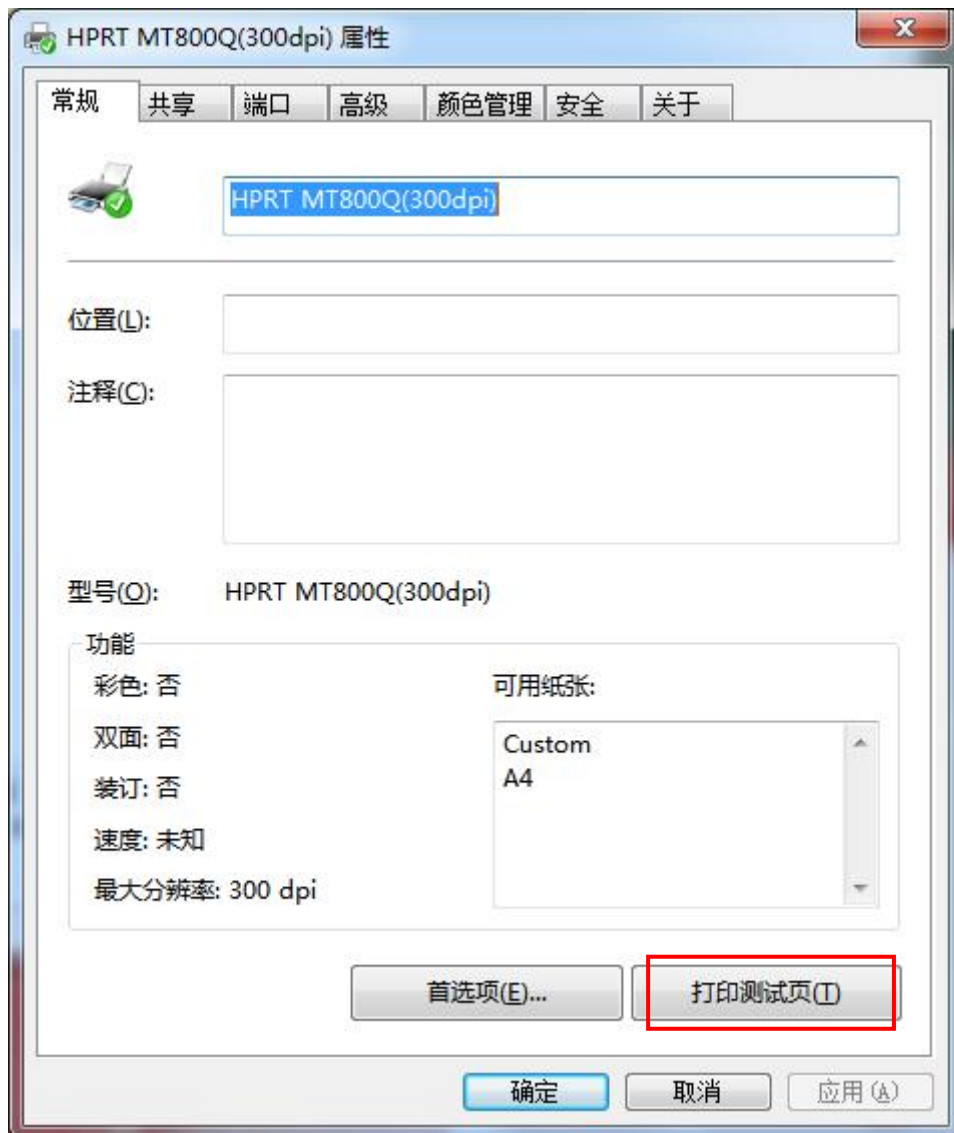 HPRT MT800Q(300dpi) 属性
常规 共享 端口 高级 颜色管理 安全 关于
HPRT MT800Q(300dpi)
位置(L):
注释(C):
型号(O): HPRT MT800Q(300dpi)
功能
彩色: 否 可用纸张:
双面: 否 Custom
A4
装订: 否
速度: 未知
最大分辨率: 300 dpi
首选项(E)... 打印测试页(T)
确定 取消 应用(A)